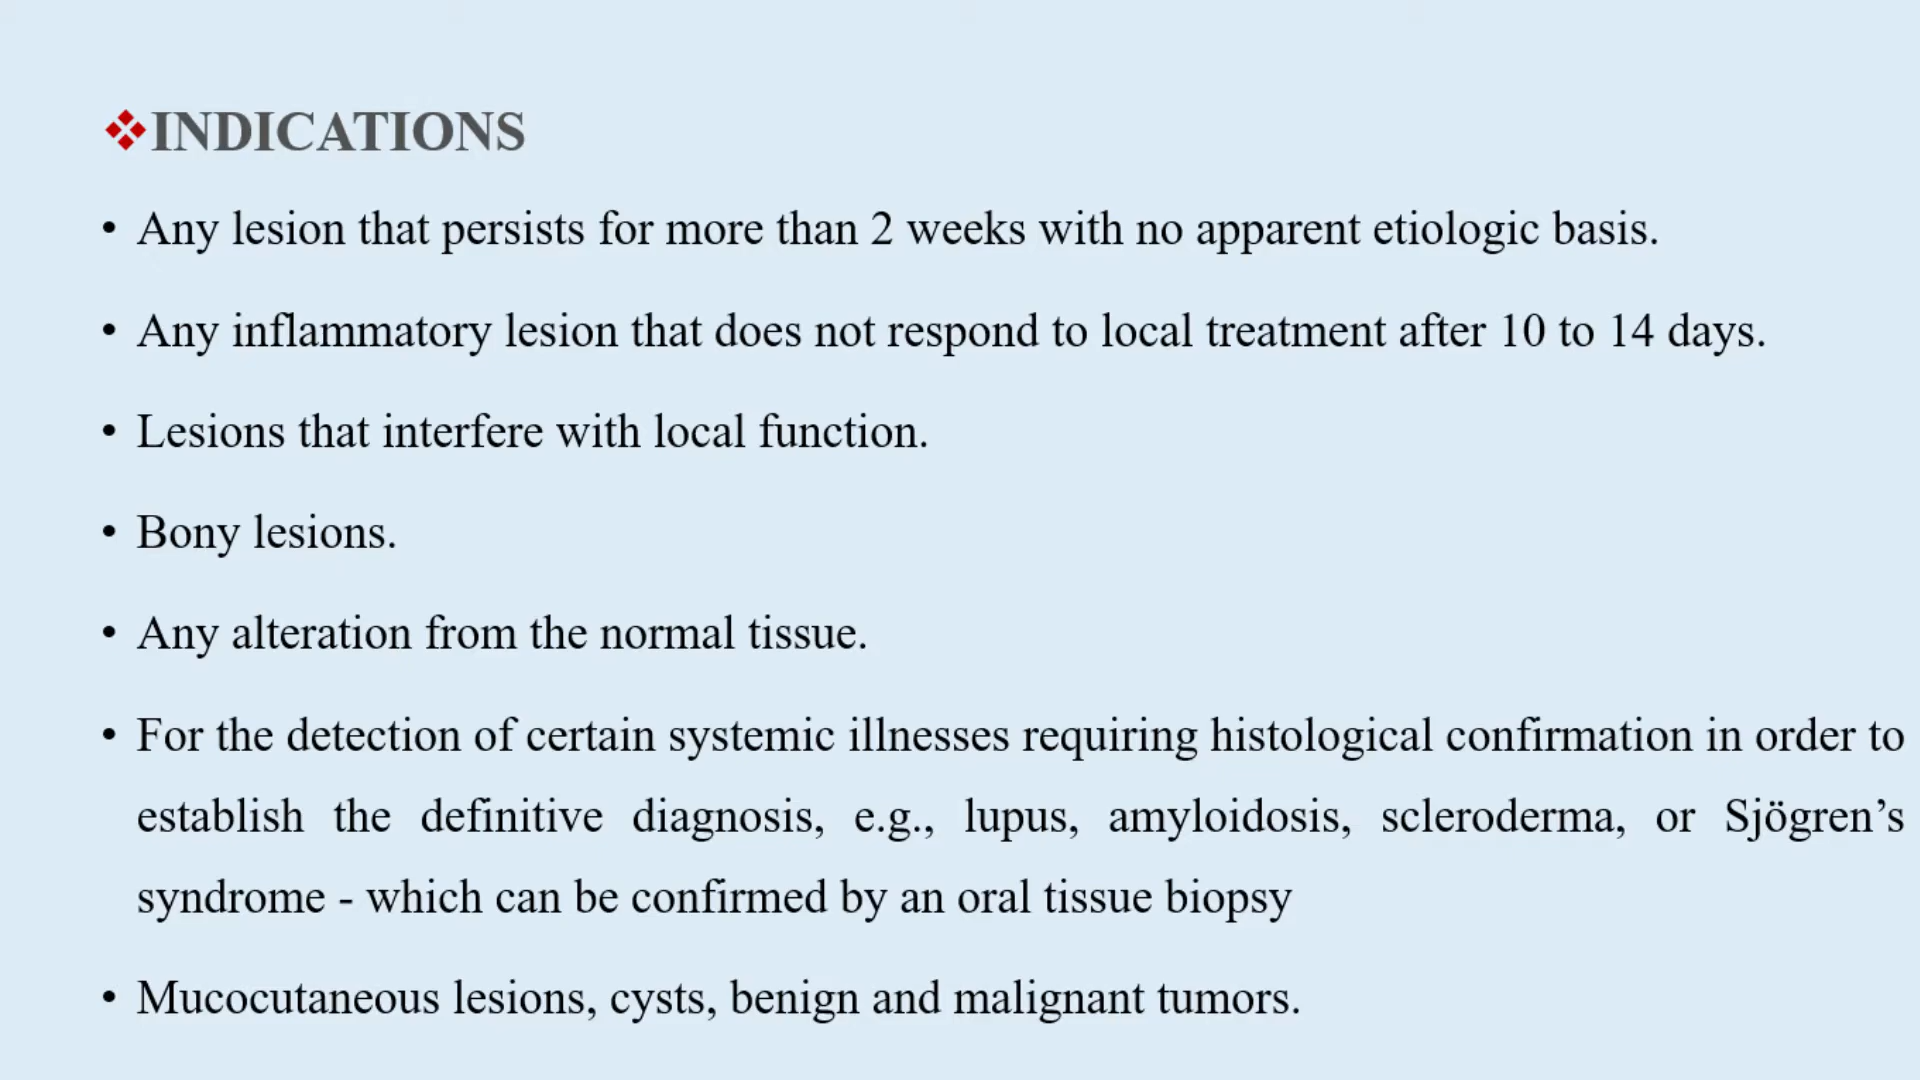 ❖INDICATIONS
• Any lesion that persists for more than 2 weeks with no apparent etiologic basis.
• Any inflammatory lesion that does not respond to local treatment after 10 to 14 days.
• Lesions that interfere with local function.
• Bony lesions.
• Any alteration from the normal tissue.
• For the detection of certain systemic illnesses requiring histological confirmation in order to
establish the definitive diagnosis, e.g., lupus, amyloidosis, scleroderma, or Sjögren’s
syndrome - which can be confirmed by an oral tissue biopsy
• Mucocutaneous lesions, cysts, benign and malignant tumors.